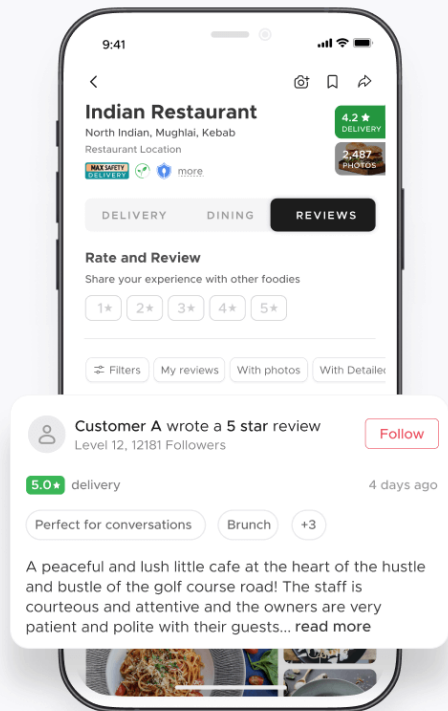 9:41
Indian Restaurant
4.2 ★
DELIVERY
North Indian, Mughlai, Kebab
Restaurant Location
2,487
PHOTOS
MAX SAFETY
DELIVERY
more
DELIVERY DINING REVIEWS
Rate and Review
Share your experience with other foodies
1★ 2★ 3★ 4★ 5★
Filters My reviews With photos With Detailed
Customer A wrote a 5 star review
Level 12, 12181 Followers
Follow
5.0★ delivery 4 days ago
Perfect for conversations Brunch +3
A peaceful and lush little cafe at the heart of the hustle
and bustle of the golf course road! The staff is
courteous and attentive and the owners are very
patient and polite with their guests... read more